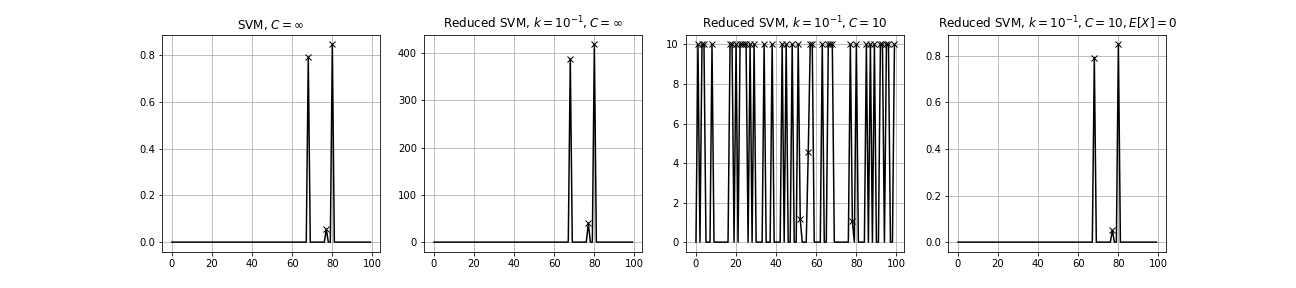 SVM, C = ∞
0.8
0.6
0.4
0.2
0.0
0 20 40 60 80 100
Reduced SVM, k = 10⁻¹, C = ∞
400
300
200
100
0
0 20 40 60 80 100
Reduced SVM, k = 10⁻¹, C = 10
10
8
6
4
2
0
0 20 40 60 80 100
Reduced SVM, k = 10⁻¹, C = 10, E[X] = 0
0.8
0.6
0.4
0.2
0.0
0 20 40 60 80 100